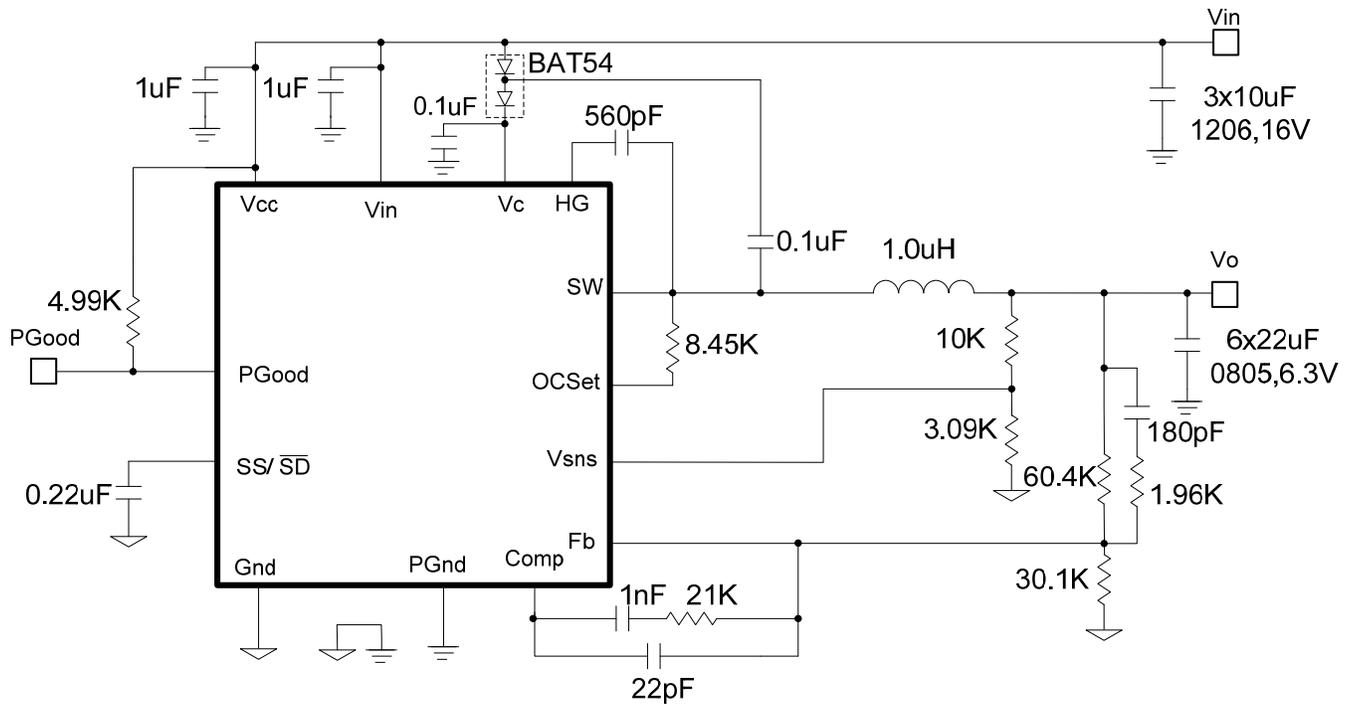 Vin
BAT54
1uF
1uF
0.1uF
560pF
3x10uF
1206,16V
Vcc
Vin
Vc
HG
0.1uF
1.0uH
Vo
SW
4.99K
PGood
8.45K
10K
6x22uF
0805,6.3V
PGood
OCSet
3.09K
180pF
SS/ SD
Vsns
60.4K
1.96K
0.22uF
Fb
Comp
Gnd
PGnd
30.1K
1nF
21K
22pF